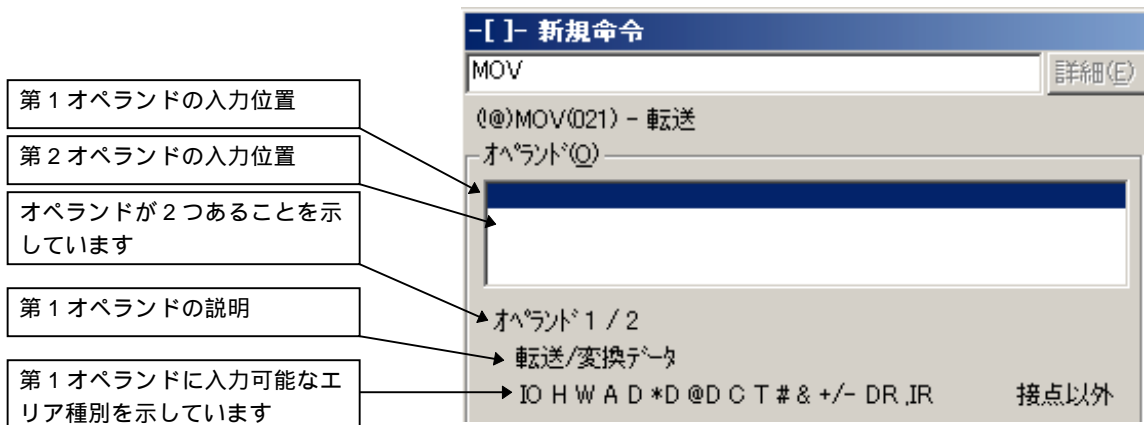 -[ ]- 新規命令
MOV
詳細(E)
(!@)MOV(021) - 転送
ｵﾍﾟﾗﾝﾄﾞ(O)
第１オペランドの入力位置
第２オペランドの入力位置
オペランドが２つあることを示
しています
第１オペランドの説明
第１オペランドに入力可能なエ
リア種別を示しています
ｵﾍﾟﾗﾝﾄﾞ 1 / 2
転送/変換ﾃﾞｰﾀ
IO H W A D *D @D C T # & +/- DR ,IR 接点以外